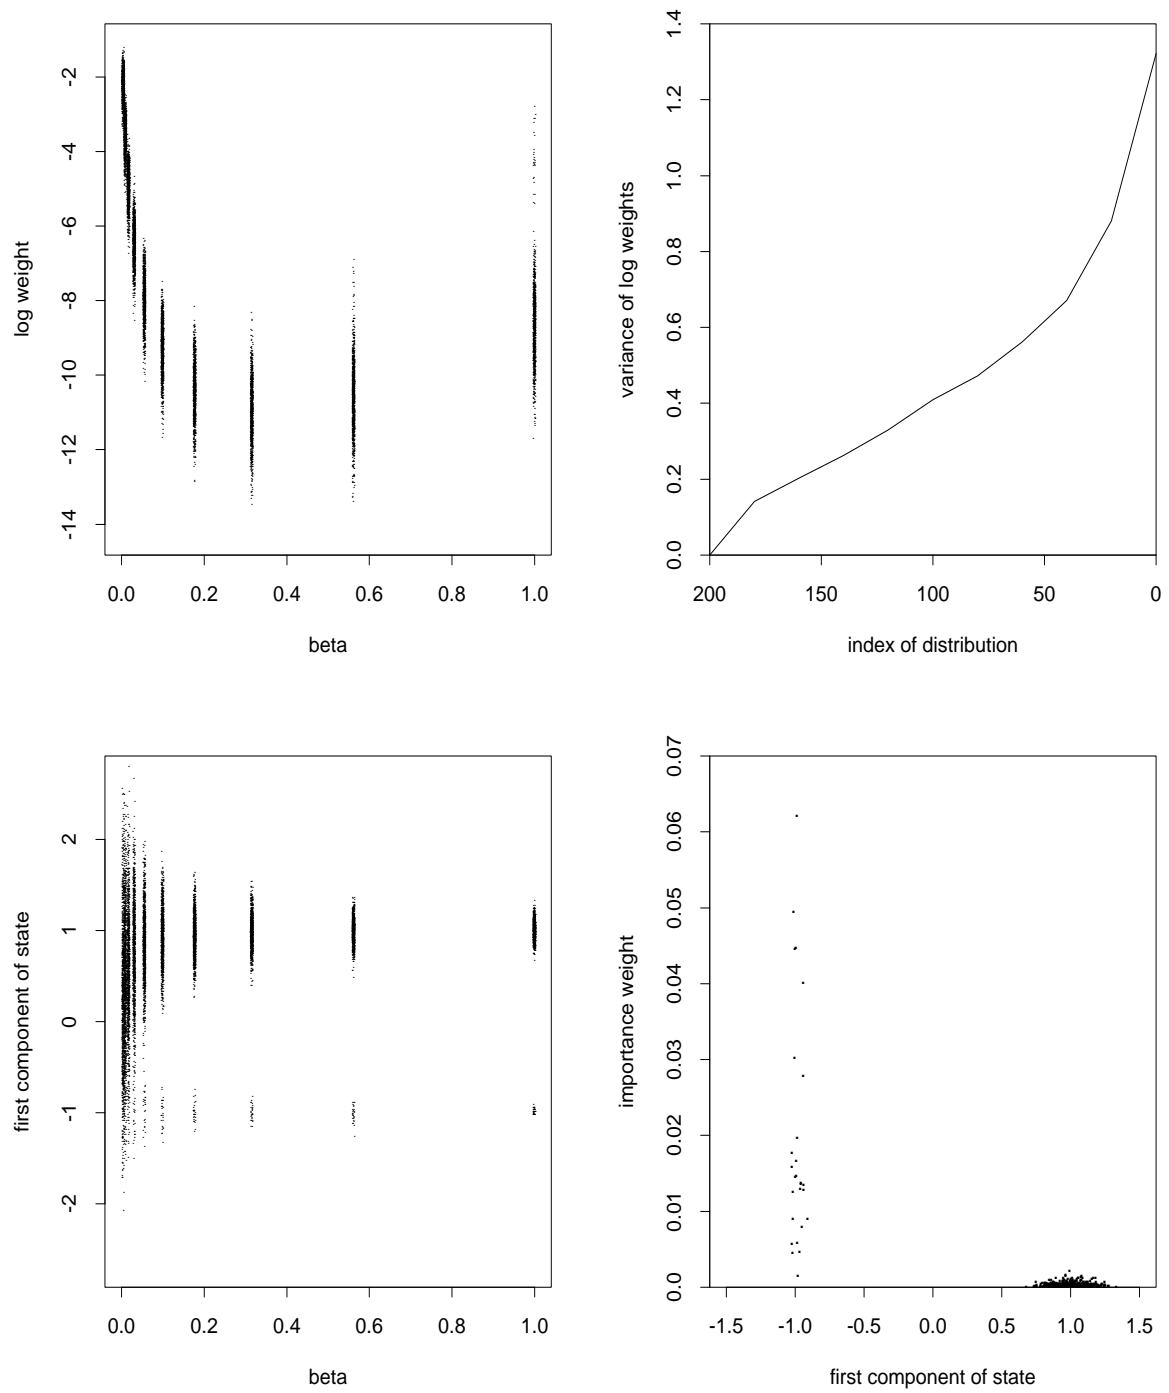 log weight
-2
-4
-6
-8
-10
-12
-14
0.0 0.2 0.4 0.6 0.8 1.0
beta
variance of log weights
1.4
1.2
1.0
0.8
0.6
0.4
0.2
0.0
200 150 100 50 0
index of distribution
first component of state
2
1
0
-1
-2
0.0 0.2 0.4 0.6 0.8 1.0
beta
importance weight
0.07
0.06
0.05
0.04
0.03
0.02
0.01
0.0
-1.5 -1.0 -0.5 0.0 0.5 1.0 1.5
first component of state